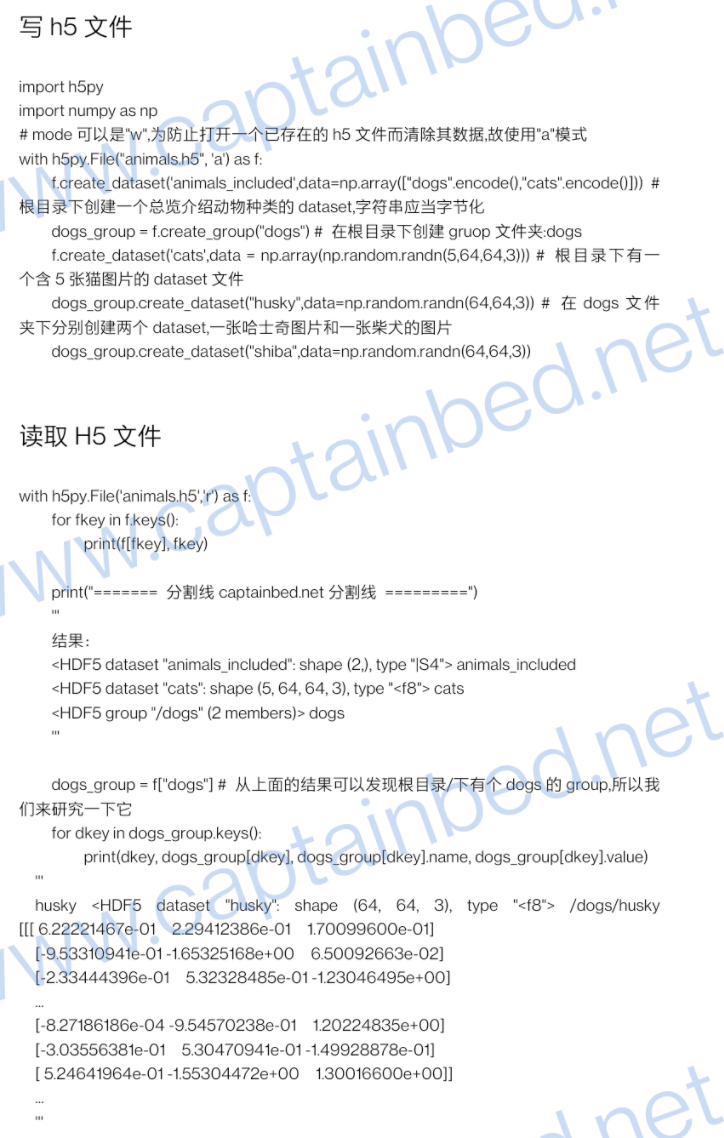 写 h5 文件
import h5py
import numpy as np
# mode 可以是"w",为防止打开一个已存在的 h5 文件而清除其数据,故使用"a"模式
with h5py.File("animals.h5", 'a') as f:
f.create_dataset('animals_included',data=np.array(["dogs".encode(),"cats".encode()])) #
根目录下创建一个总览介绍动物种类的 dataset,字符串应当字节化
dogs_group = f.create_group("dogs") # 在根目录下创建 gruop 文件夹:dogs
f.create_dataset('cats',data = np.array(np.random.randn(5,64,64,3))) # 根目录下有一
个含 5 张猫图片的 dataset 文件
dogs_group.create_dataset("husky",data=np.random.randn(64,64,3)) # 在 dogs 文件
夹下分别创建两个 dataset,一张哈士奇图片和一张柴犬的图片
dogs_group.create_dataset("shiba",data=np.random.randn(64,64,3))
读取 H5 文件
with h5py.File('animals.h5','r') as f:
for fkey in f.keys():
print(f[fkey], fkey)
print("======= 分割线 captainbed.net 分割线 =========")
'''
结果：
<HDF5 dataset "animals_included": shape (2,), type "|S4"> animals_included
<HDF5 dataset "cats": shape (5, 64, 64, 3), type "<f8"> cats
<HDF5 group "/dogs" (2 members)> dogs
'''
dogs_group = f["dogs"] # 从上面的结果可以发现根目录/下有个 dogs 的 group,所以我
们来研究一下它
for dkey in dogs_group.keys():
print(dkey, dogs_group[dkey], dogs_group[dkey].name, dogs_group[dkey].value)
'''
husky <HDF5 dataset "husky": shape (64, 64, 3), type "<f8"> /dogs/husky
[[[ 6.22221467e-01 2.29412386e-01 1.70099600e-01]
[-9.53310941e-01 -1.65325168e+00 6.50092663e-02]
[-2.33444396e-01 5.32328485e-01 -1.23046495e+00]
...
[-8.27186186e-04 -9.54570238e-01 1.20224835e+00]
[-3.03556381e-01 5.30470941e-01 -1.49928878e-01]
[ 5.24641964e-01 -1.55304472e+00 1.30016600e+00]]
...
'''
www.captainbed.net
www.captainbed.net
www.captainbed.net